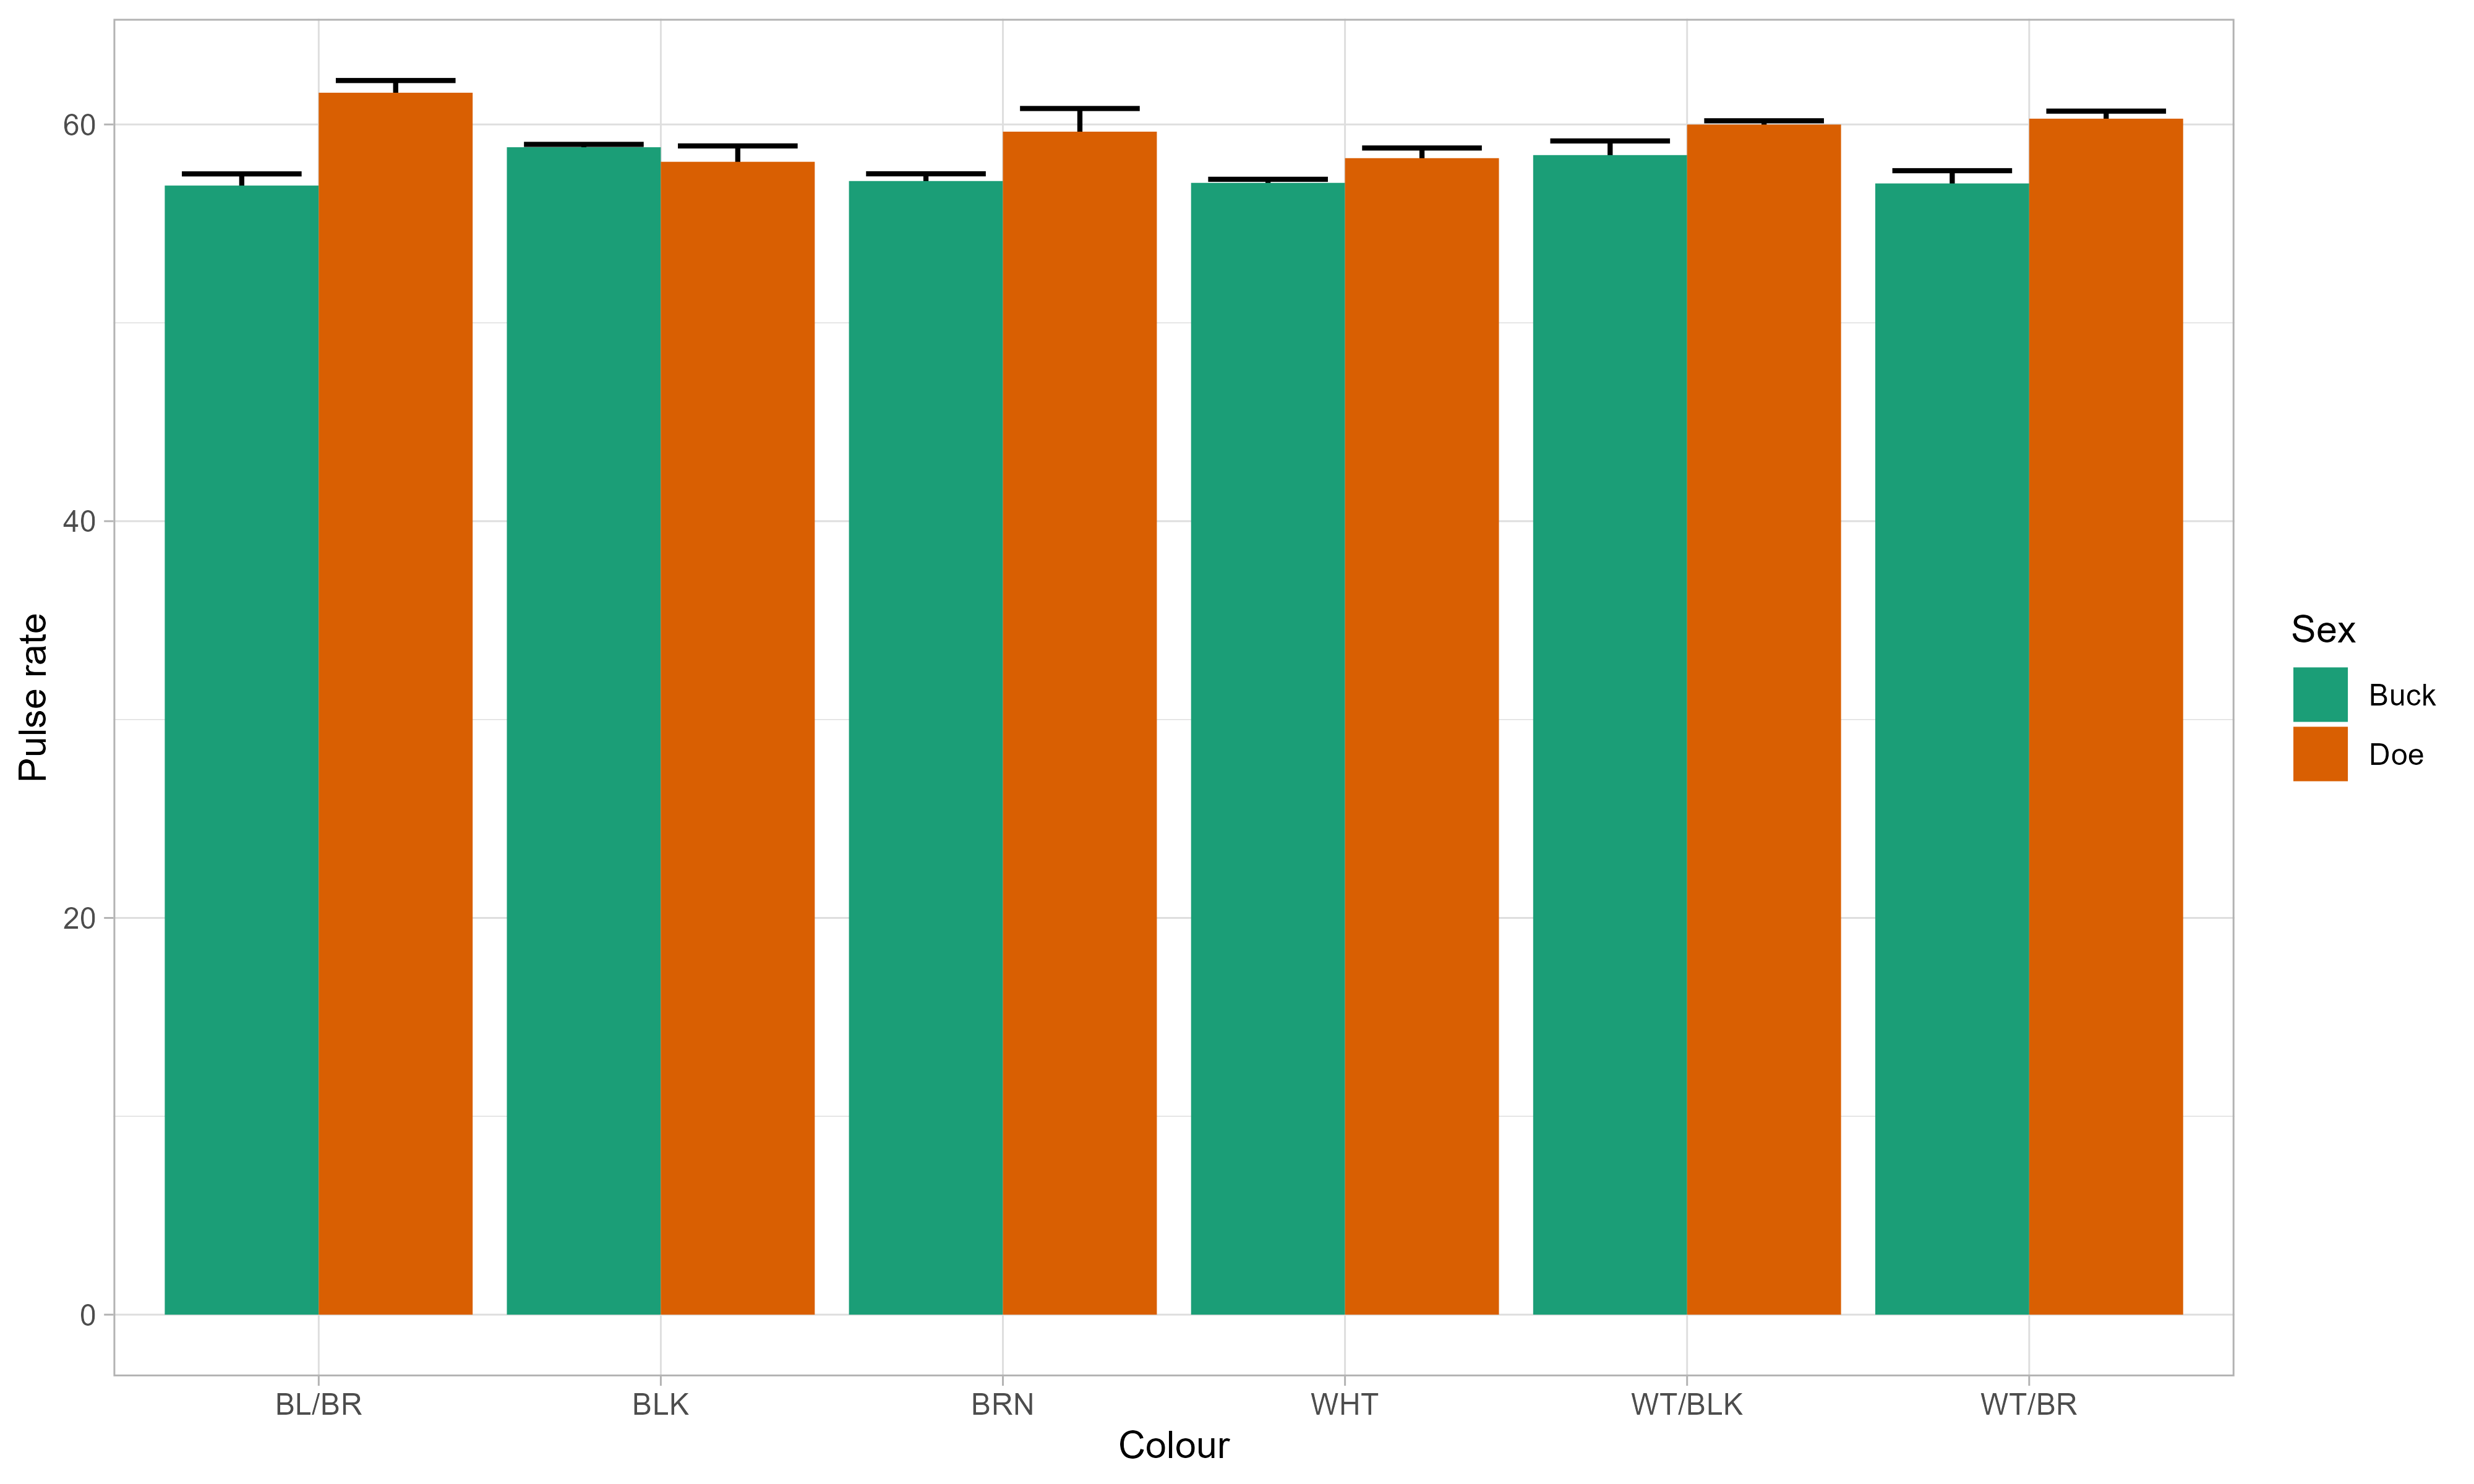 60
40
20
0
Pulse rate
BL/BR BLK BRN WHT WT/BLK WT/BR
Colour
Sex
Buck
Doe